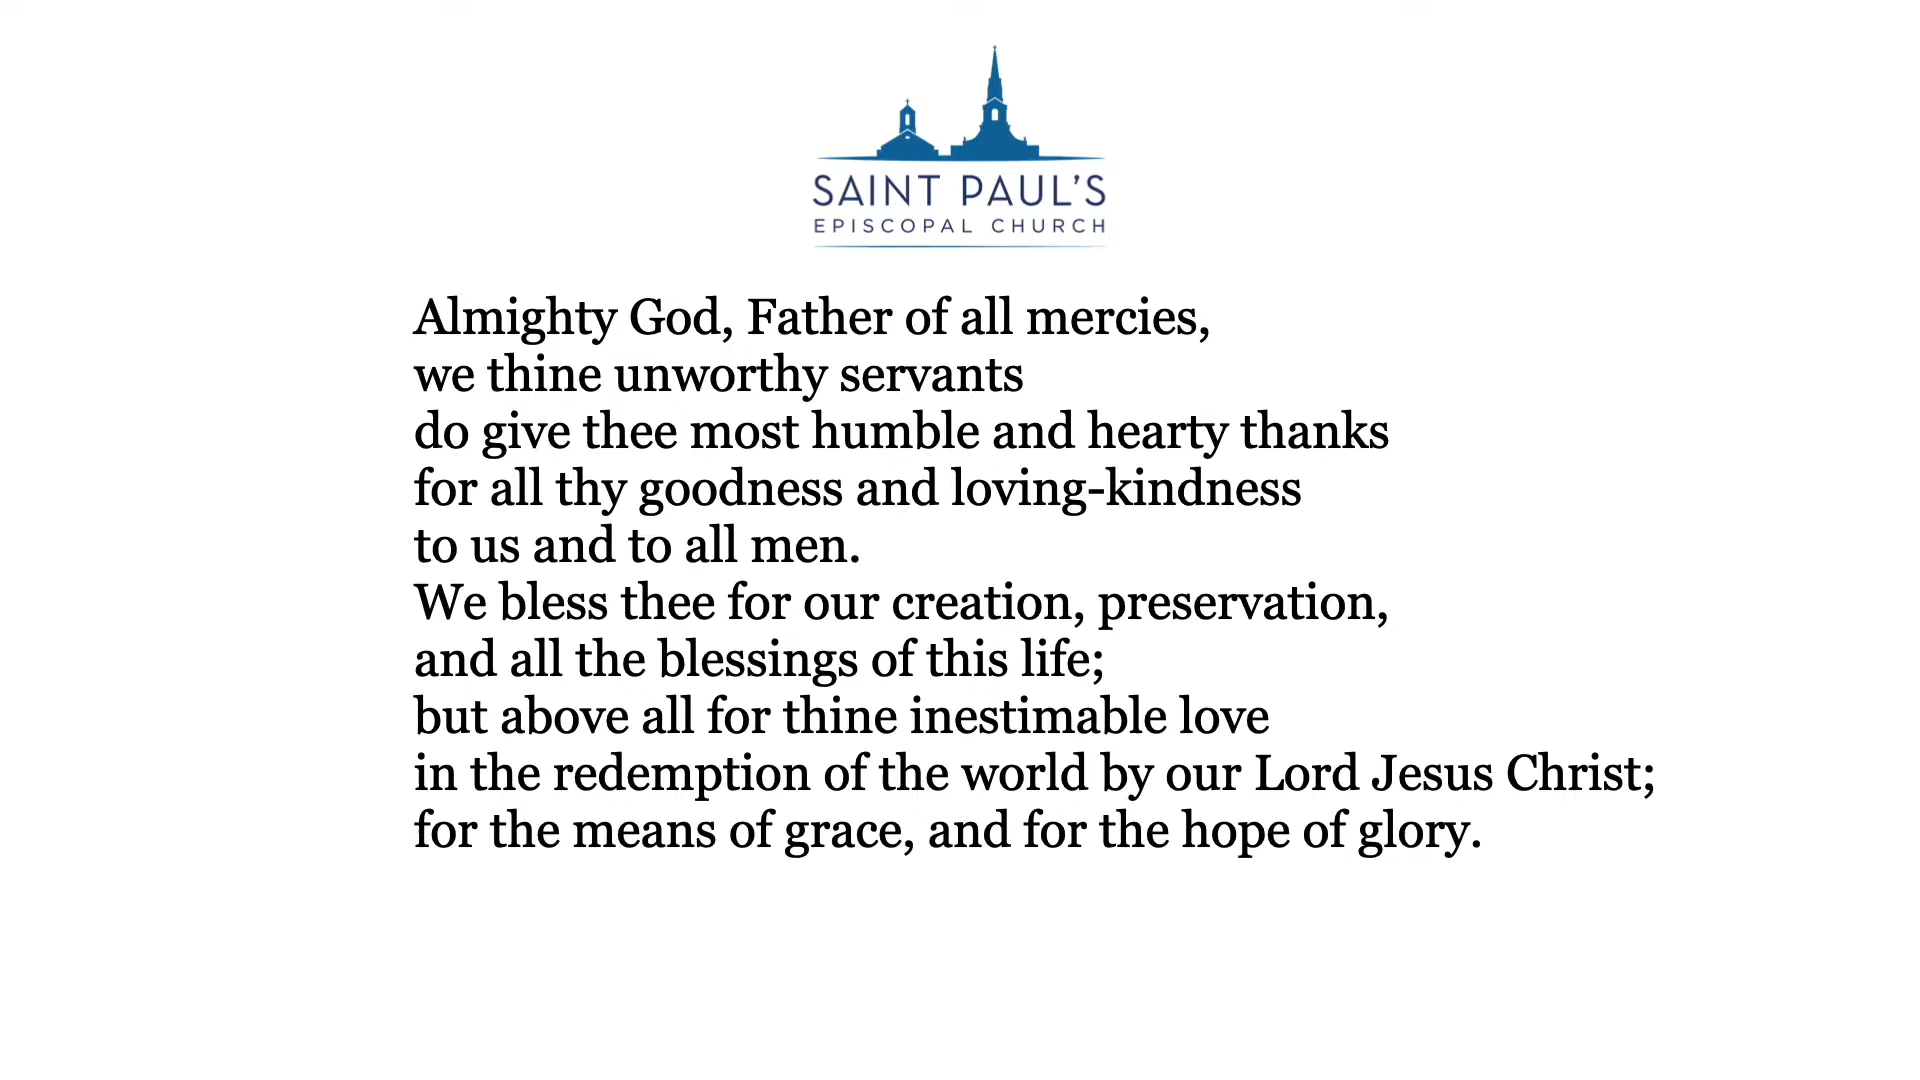 SAINT PAUL'S
EPISCOPAL CHURCH
Almighty God, Father of all mercies,
we thine unworthy servants
do give thee most humble and hearty thanks
for all thy goodness and loving-kindness
to us and to all men.
We bless thee for our creation, preservation,
and all the blessings of this life;
but above all for thine inestimable love
in the redemption of the world by our Lord Jesus Christ;
for the means of grace, and for the hope of glory.